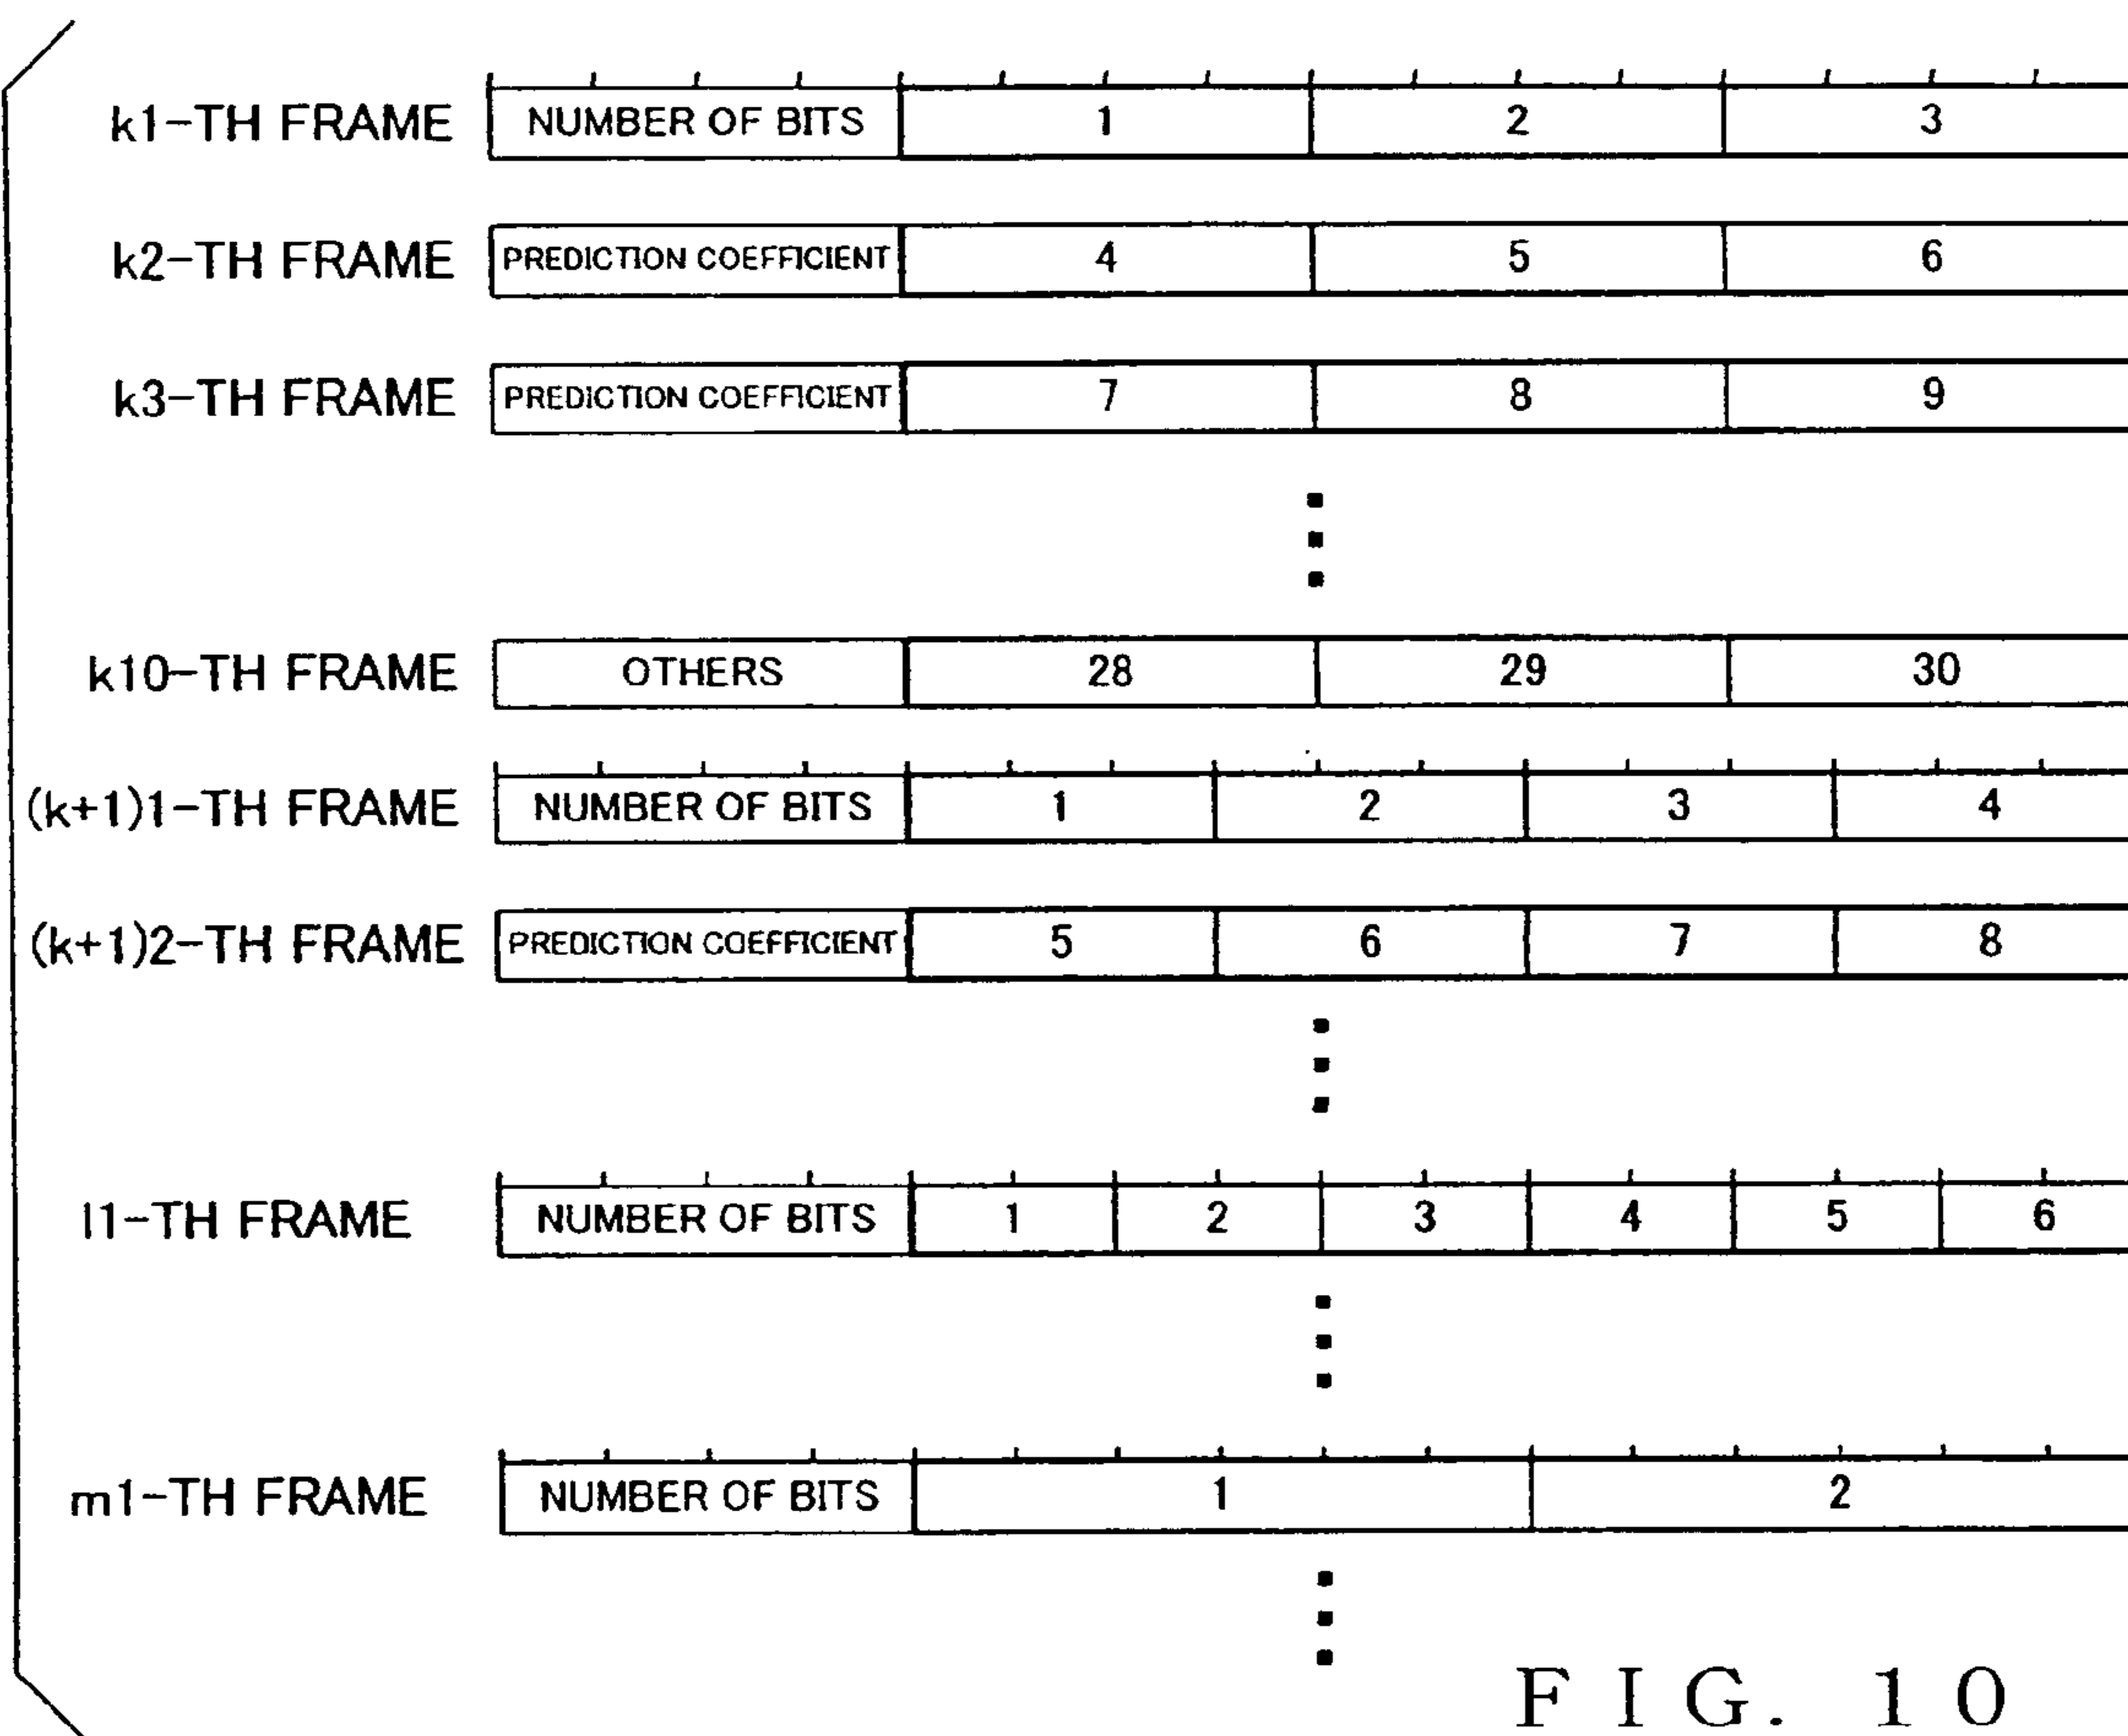 k1-TH FRAME NUMBER OF BITS 1 2 3
k2-TH FRAME PREDICTION COEFFICIENT 4 5 6
k3-TH FRAME PREDICTION COEFFICIENT 7 8 9
k10-TH FRAME OTHERS 28 29 30
(k+1)1-TH FRAME NUMBER OF BITS 1 2 3 4
(k+1)2-TH FRAME PREDICTION COEFFICIENT 5 6 7 8
l1-TH FRAME NUMBER OF BITS 1 2 3 4 5 6
m1-TH FRAME NUMBER OF BITS 1 2
FIG. 10